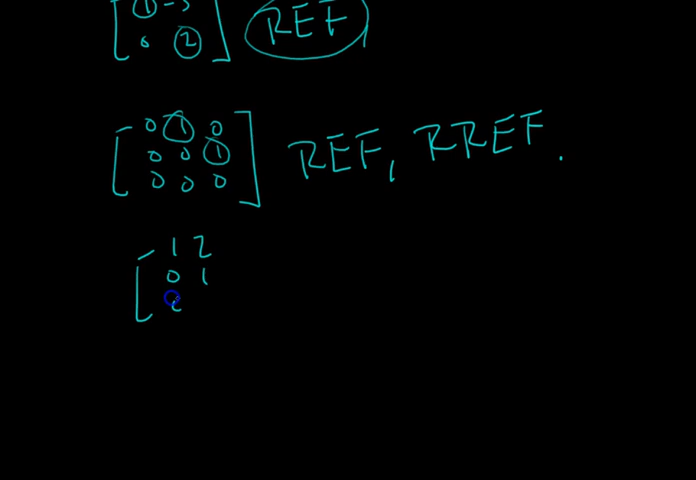 1 -3 REF
0 2
0 1 0
0 0 1 REF, RREF.
0 0 0
1 2
0 1